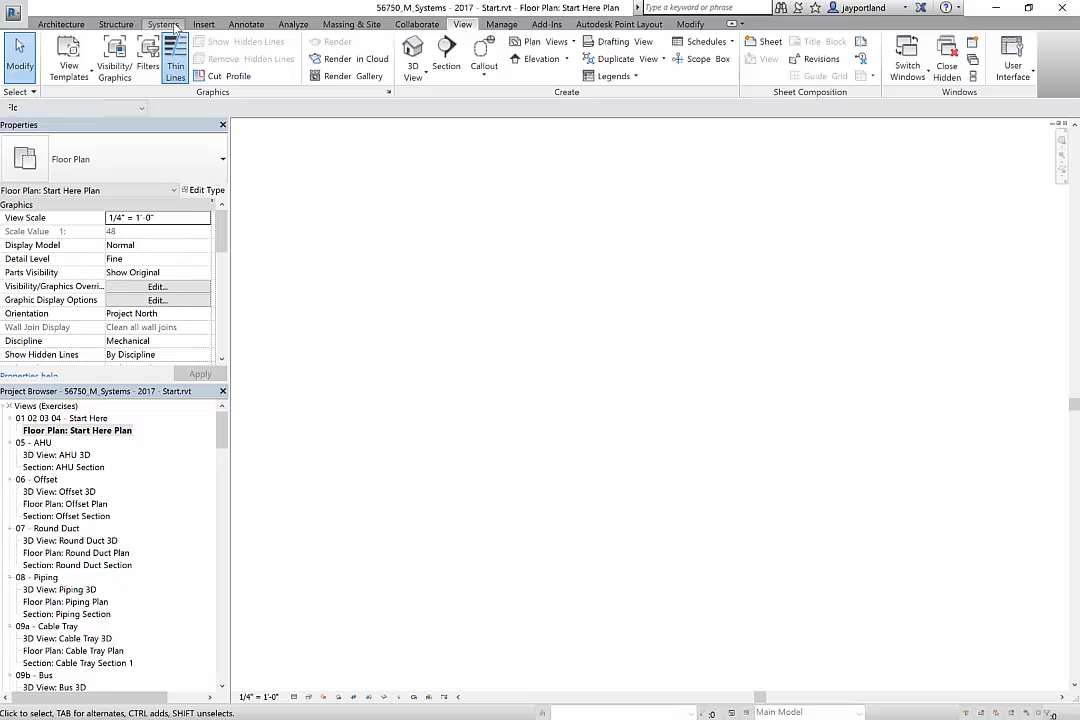 56750_M_Systems - 2017 - Start.rvt - Floor Plan: Start Here Plan
Type a keyword or phrase
jayportland
Architecture Structure Systems Insert Annotate Analyze Massing & Site Collaborate View Manage Add-Ins Autodesk Point Layout Modify
Modify
View Templates
Visibility/ Graphics
Filters
Thin Lines
Show Hidden Lines
Remove Hidden Lines
Cut Profile
Render
Render in Cloud
Render Gallery
3D View
Section
Callout
Plan Views
Elevation
Drafting View
Duplicate View
Legends
Schedules
Scope Box
Sheet
View
Title Block
Revisions
Guide Grid
Switch Windows
Close Hidden
User Interface
Select Graphics Create Sheet Composition Windows
Properties
Floor Plan
Floor Plan: Start Here Plan Edit Type
Graphics
View Scale 1/4" = 1'-0"
Scale Value 1: 48
Display Model Normal
Detail Level Fine
Parts Visibility Show Original
Visibility/Graphics Overri... Edit...
Graphic Display Options Edit...
Orientation Project North
Wall Join Display Clean all wall joins
Discipline Mechanical
Show Hidden Lines By Discipline
Properties help Apply
Project Browser - 56750_M_Systems - 2017 - Start.rvt
Views (Exercises)
01 02 03 04 - Start Here
Floor Plan: Start Here Plan
05 - AHU
3D View: AHU 3D
Section: AHU Section
06 - Offset
3D View: Offset 3D
Floor Plan: Offset Plan
Section: Offset Section
07 - Round Duct
3D View: Round Duct 3D
Floor Plan: Round Duct Plan
Section: Round Duct Section
08 - Piping
3D View: Piping 3D
Floor Plan: Piping Plan
Section: Piping Section
09a - Cable Tray
3D View: Cable Tray 3D
Floor Plan: Cable Tray Plan
Section: Cable Tray Section 1
09b - Bus
3D View: Bus 3D
1/4" = 1'-0"
Click to select, TAB for alternates, CTRL adds, SHIFT unselects.
:0
Main Model
:0